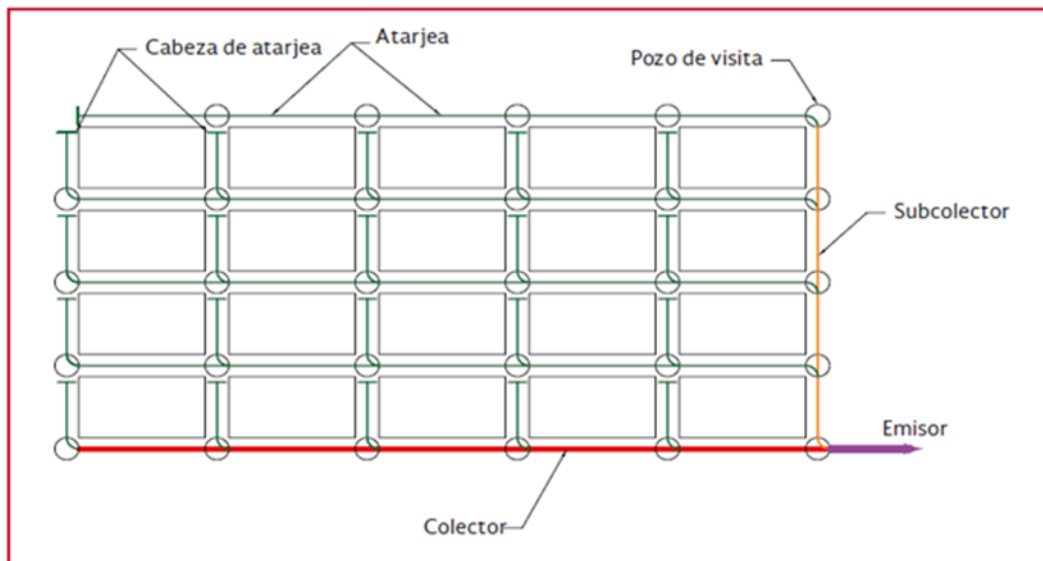 Cabeza de atarjea
Atarjea
Pozo de visita
Subcolector
Emisor
Colector